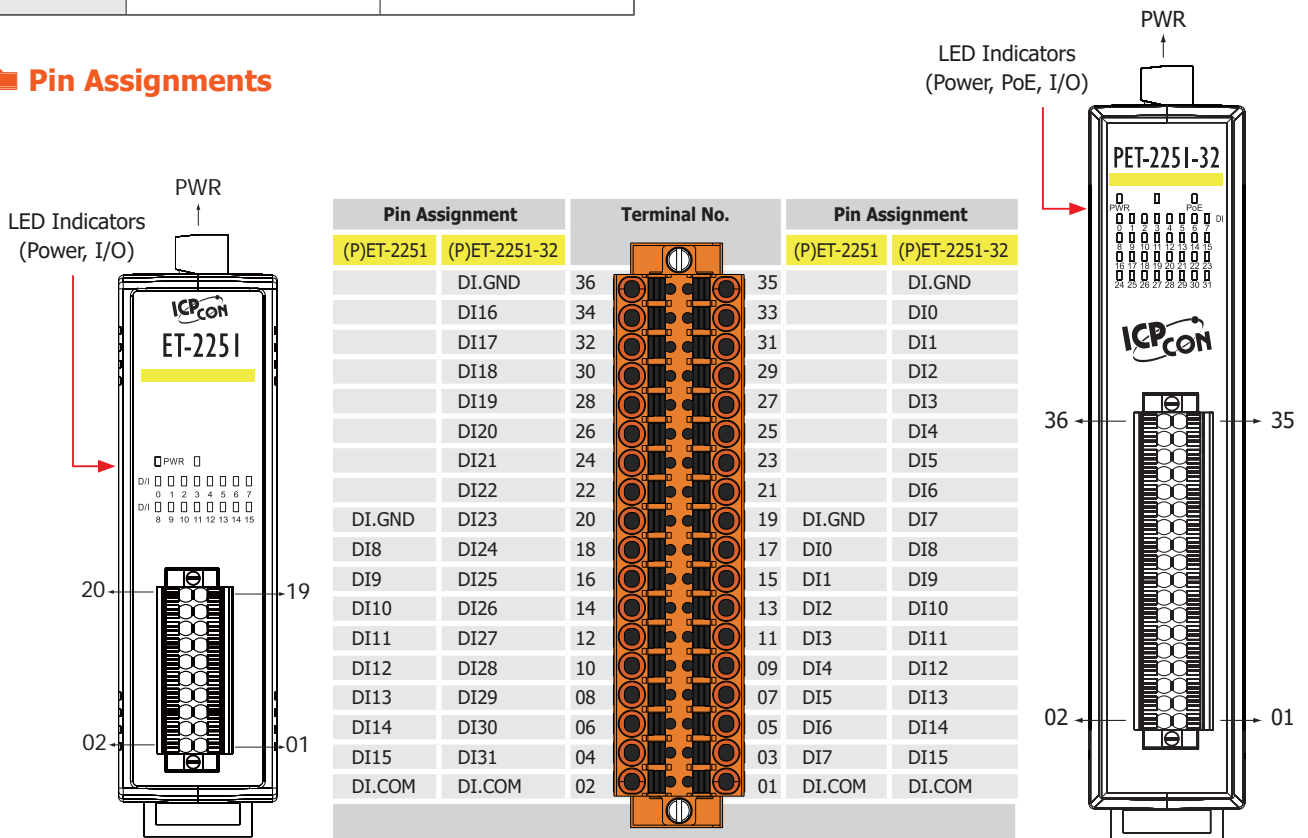 Pin Assignments
PWR
LED Indicators
(Power, PoE, I/O)
PET-2251-32
PWR PoE
0 1 2 3 4 5 6 7 DI
8 9 10 11 12 13 14 15
16 17 18 19 20 21 22 23
24 25 26 27 28 29 30 31
ICP CON
36 35
02 01
PWR
LED Indicators
(Power, I/O)
ICP CON
ET-2251
PWR
D/I
0 1 2 3 4 5 6 7
D/I
8 9 10 11 12 13 14 15
20 19
02 01
Pin Assignment Terminal No. Pin Assignment
(P)ET-2251 (P)ET-2251-32 (P)ET-2251 (P)ET-2251-32
DI.GND 36 35 DI.GND
DI16 34 33 DI0
DI17 32 31 DI1
DI18 30 29 DI2
DI19 28 27 DI3
DI20 26 25 DI4
DI21 24 23 DI5
DI22 22 21 DI6
DI.GND DI23 20 19 DI.GND DI7
DI8 DI24 18 17 DI0 DI8
DI9 DI25 16 15 DI1 DI9
DI10 DI26 14 13 DI2 DI10
DI11 DI27 12 11 DI3 DI11
DI12 DI28 10 09 DI4 DI12
DI13 DI29 08 07 DI5 DI13
DI14 DI30 06 05 DI6 DI14
DI15 DI31 04 03 DI7 DI15
DI.COM DI.COM 02 01 DI.COM DI.COM